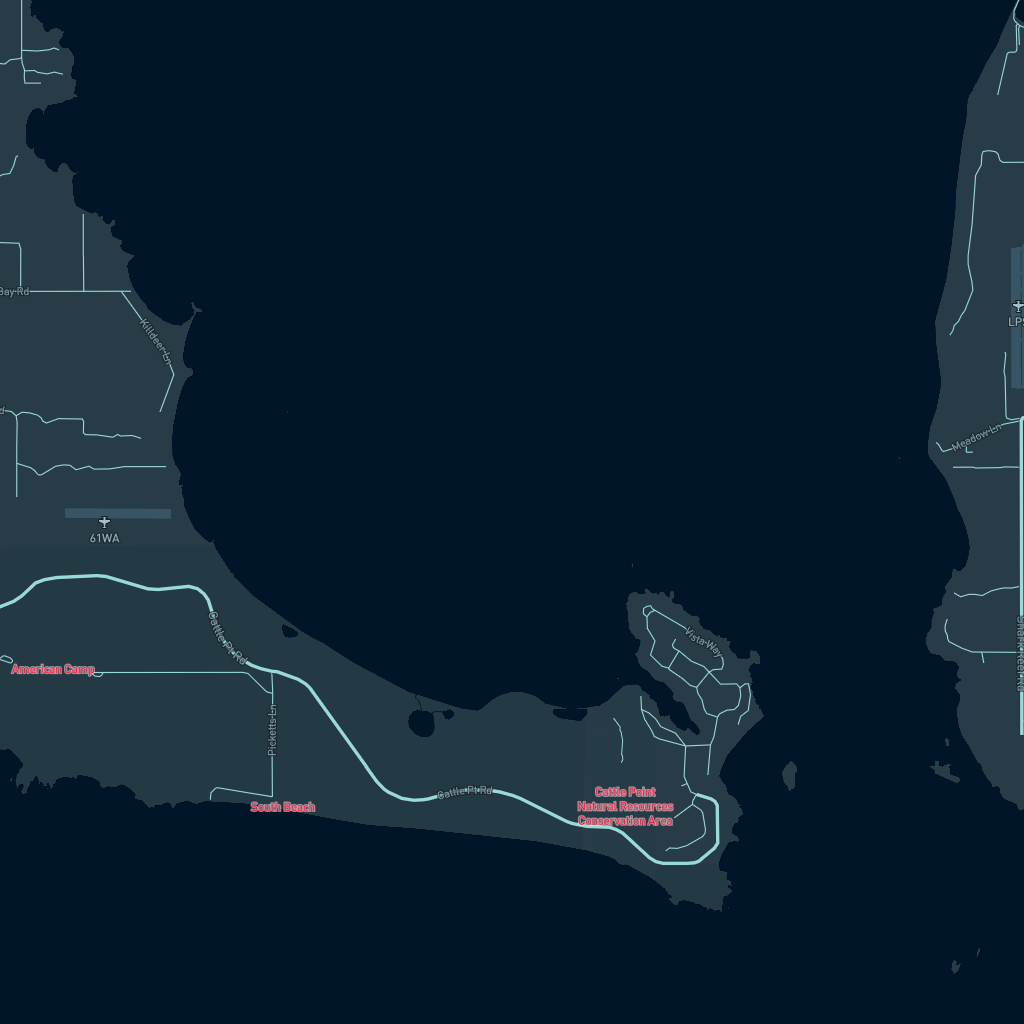 Bay Rd
LPS
Killdeer Ln
Meadow Ln
61WA
Cattle Pt Rd
Vista Way
Shark Reef Rd
American Camp
Picketts Ln
Cattle Pt Rd
South Beach
Cattle Point
Natural Resources
Conservation Area